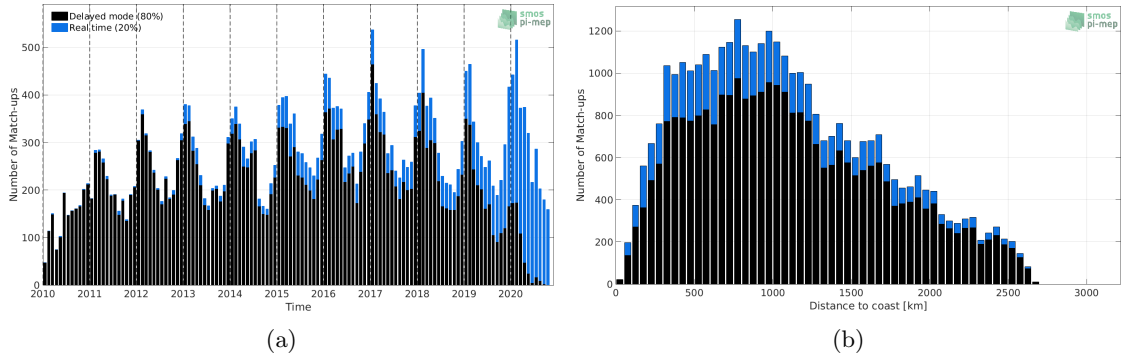 Delayed mode (80%)
Real time (20%)
smos
pi-mep
Number of Match-ups
500
400
300
200
100
0
2010 2011 2012 2013 2014 2015 2016 2017 2018 2019 2020
Time
(a)
smos
pi-mep
Number of Match-ups
1200
1000
800
600
400
200
0
0 500 1000 1500 2000 2500 3000
Distance to coast [km]
(b)